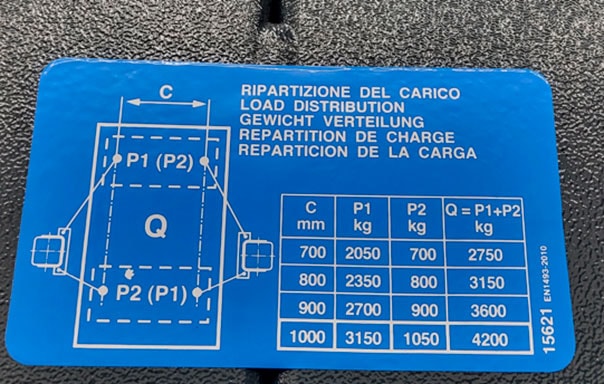 C
RIPARTIZIONE DEL CARICO
LOAD DISTRIBUTION
GEWICHT VERTEILUNG
REPARTITION DE CHARGE
REPARTICION DE LA CARGA
P1 (P2)
Q
P2 (P1)
C mm P1 kg P2 kg Q = P1+P2 kg
700 2050 700 2750
800 2350 800 3150
900 2700 900 3600
1000 3150 1050 4200
15621 EN1493-2010